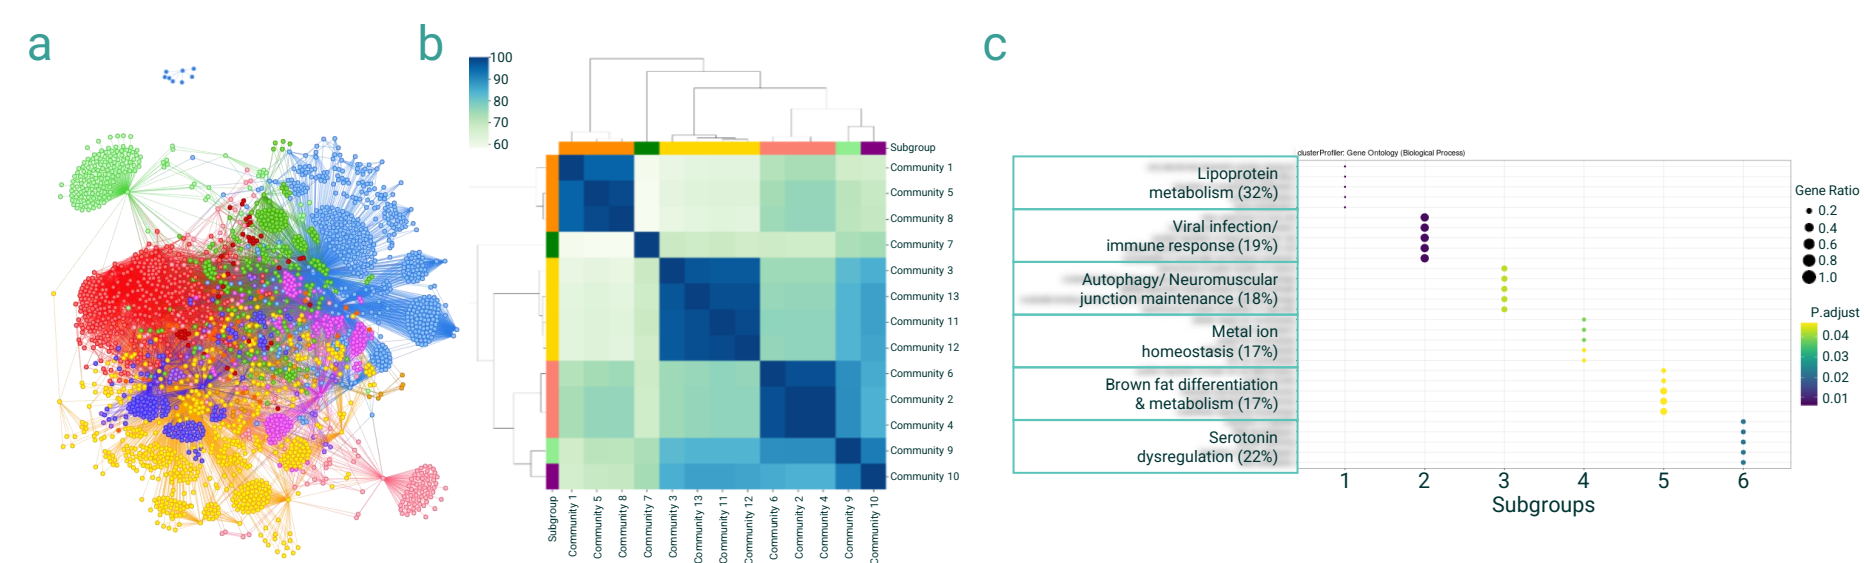 a
b
100
90
80
70
60
Subgroup
Community 1
Community 5
Community 8
Community 7
Community 3
Community 13
Community 11
Community 12
Community 6
Community 2
Community 4
Community 9
Community 10
Subgroup
Community 1
Community 5
Community 8
Community 7
Community 3
Community 13
Community 11
Community 12
Community 6
Community 2
Community 4
Community 9
Community 10
c
clusterProfiler: Gene Ontology (Biological Process)
Lipoprotein
metabolism (32%)
Viral infection/
immune response (19%)
Autophagy/ Neuromuscular
junction maintenance (18%)
Metal ion
homeostasis (17%)
Brown fat differentiation
& metabolism (17%)
Serotonin
dysregulation (22%)
1 2 3 4 5 6
Subgroups
Gene Ratio
0.2
0.4
0.6
0.8
1.0
P.adjust
0.04
0.03
0.02
0.01